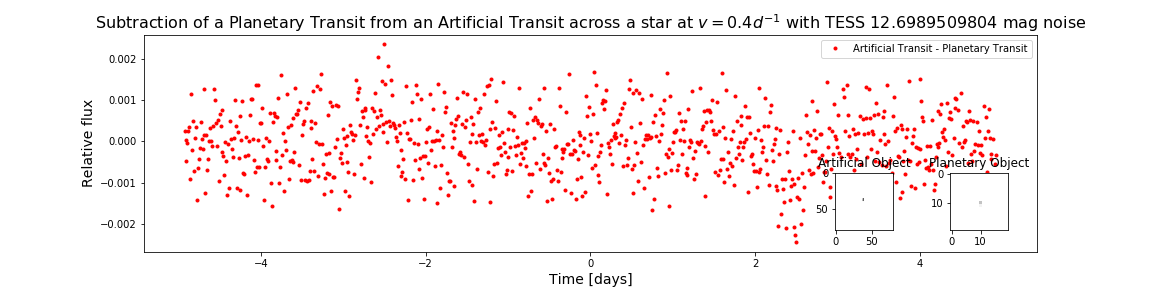 Subtraction of a Planetary Transit from an Artificial Transit across a star at v = 0.4d⁻¹ with TESS 12.6989509804 mag noise
Relative flux
0.002
0.001
0.000
−0.001
−0.002
Artificial Transit - Planetary Transit
Artificial Object
0
50
0 50
Planetary Object
0
10
0 10
−4 −2 0 2 4
Time [days]